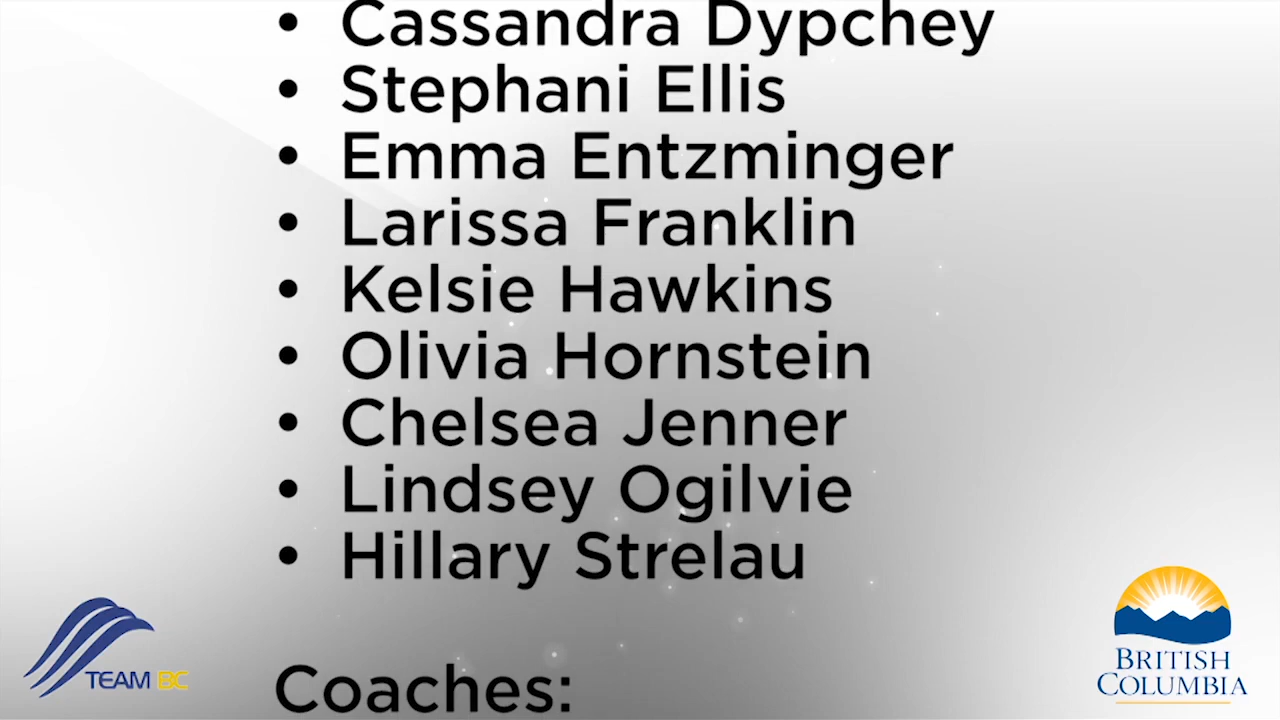 • Cassandra Dypchey
• Stephani Ellis
• Emma Entzminger
• Larissa Franklin
• Kelsie Hawkins
• Olivia Hornstein
• Chelsea Jenner
• Lindsey Ogilvie
• Hillary Strelau
Coaches:
TEAM BC
BRITISH
COLUMBIA